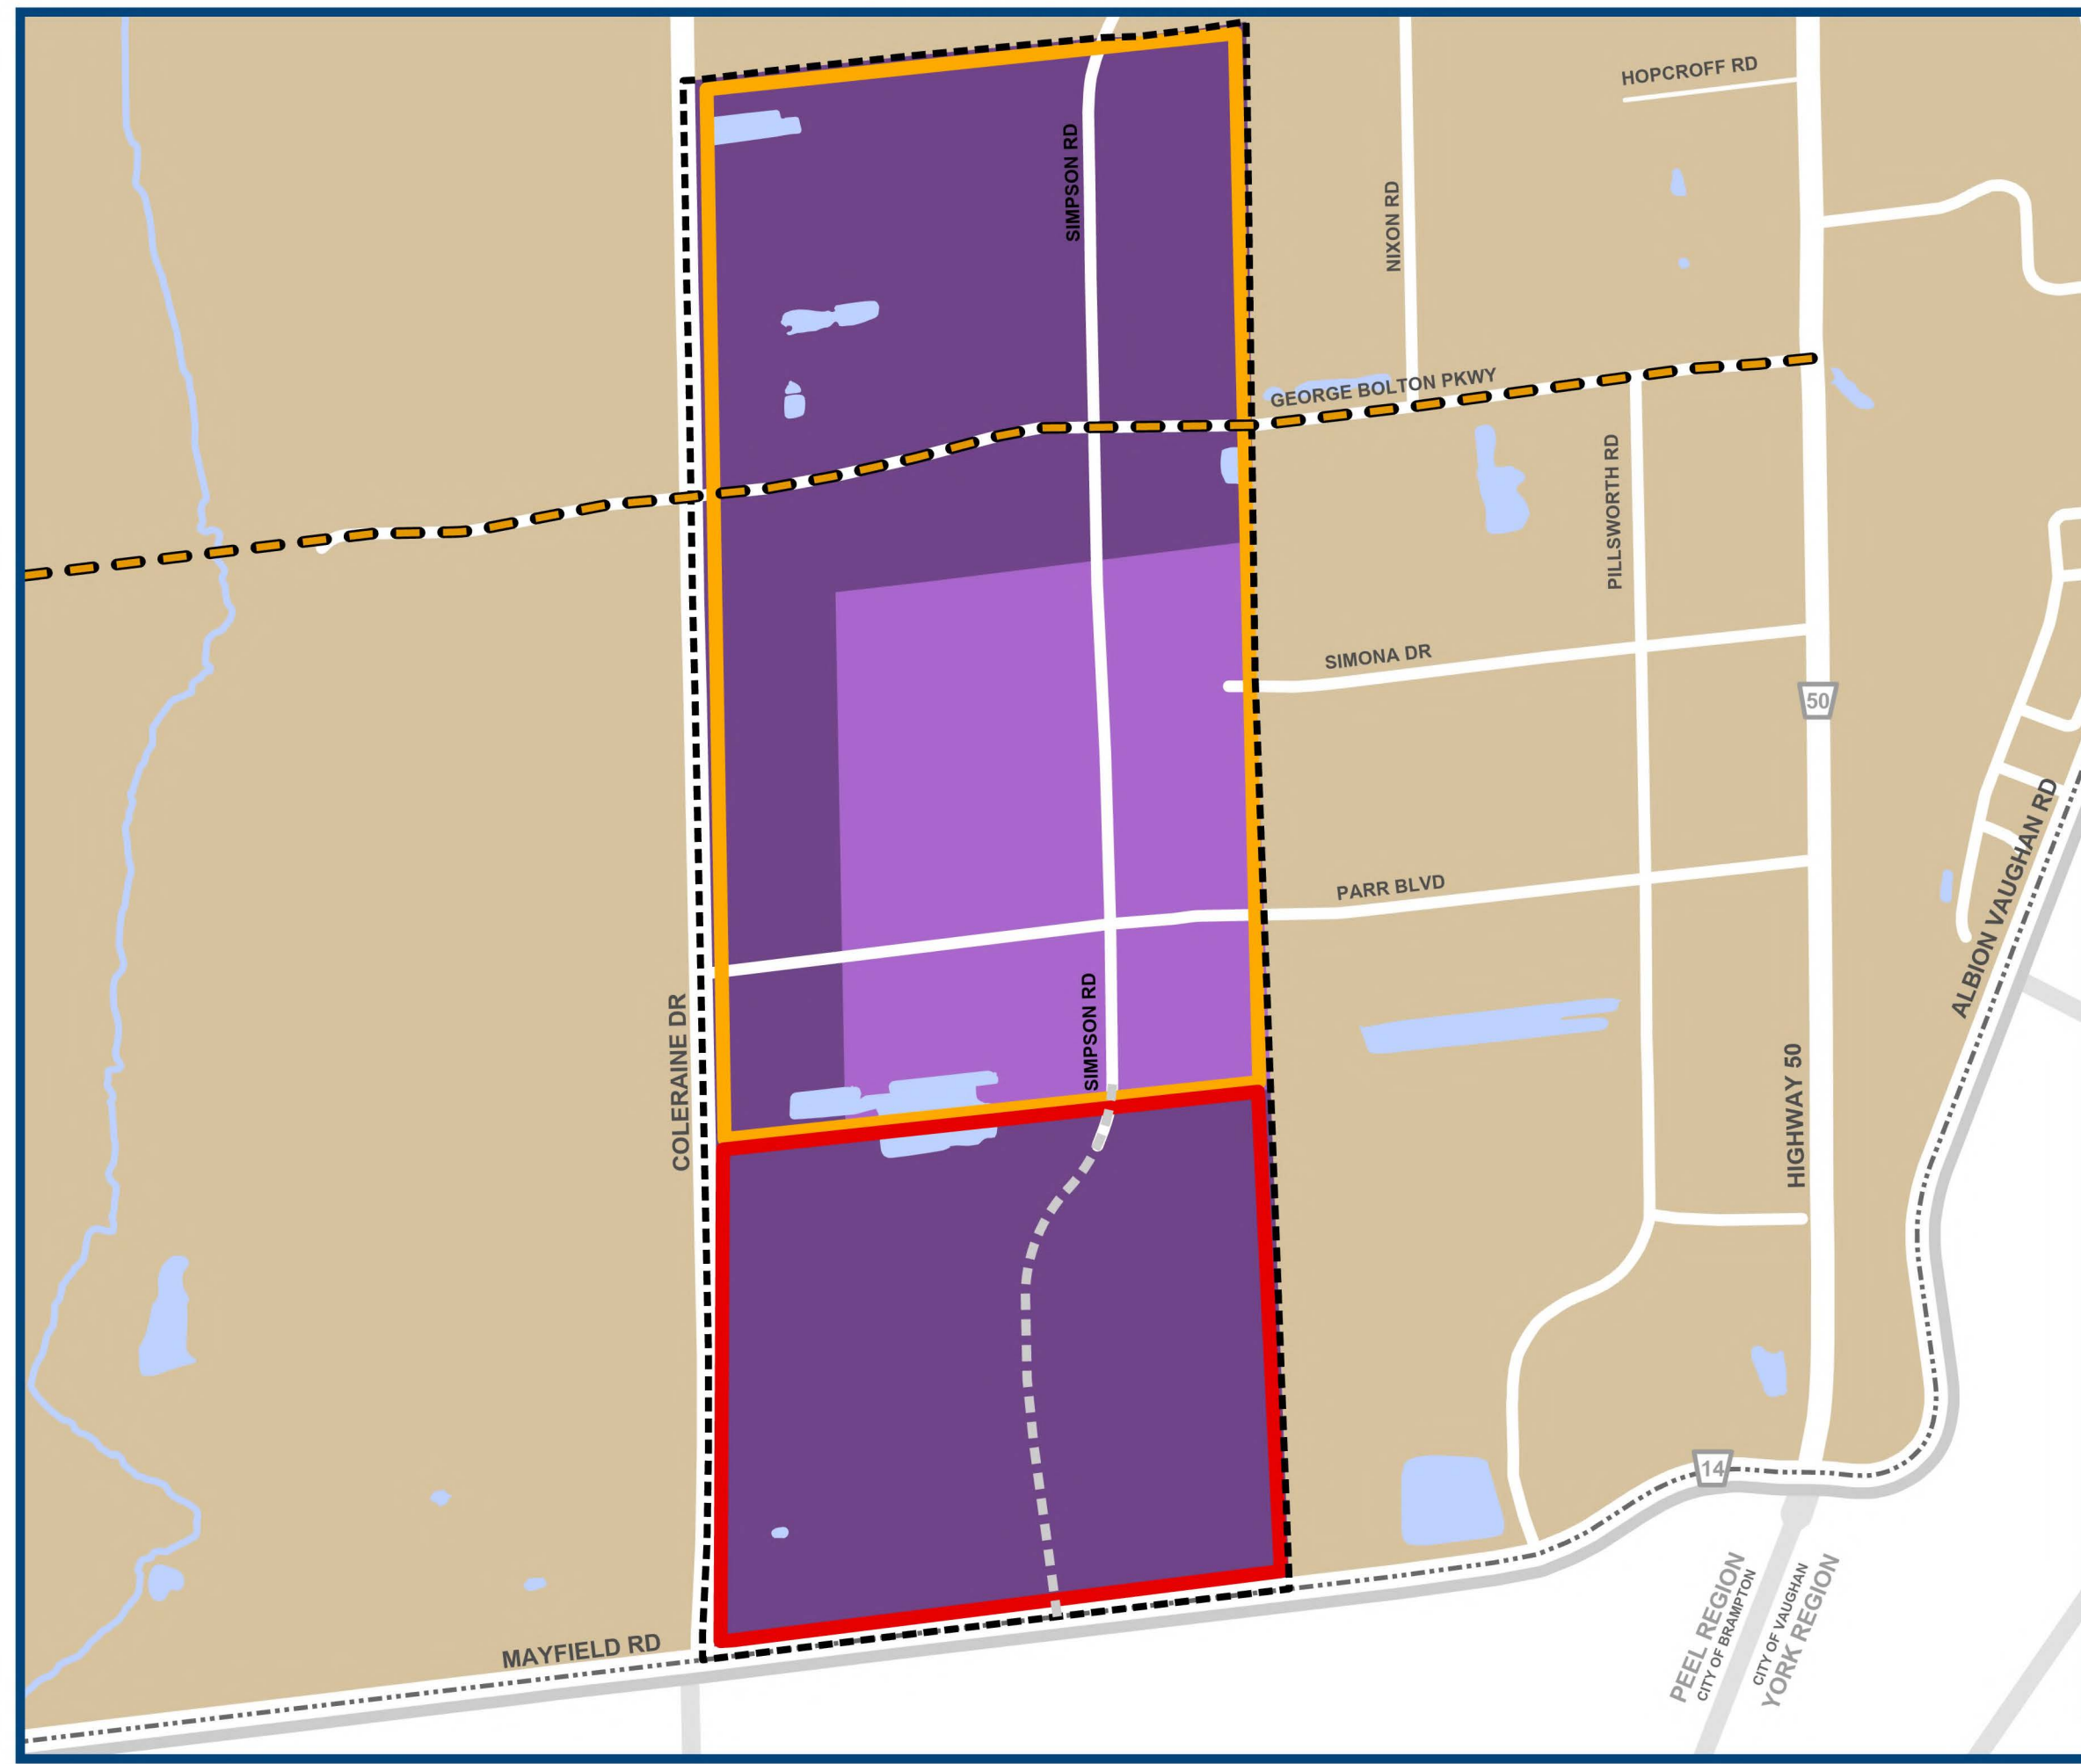 HOPCROFF RD
SIMPSON RD
NIXON RD
GEORGE BOLTON PKWY
PILLSWORTH RD
SIMONA DR
50
ALBION VAUGHAN RD
PARR BLVD
SIMPSON RD
COLERAINE DR
HIGHWAY 50
14
MAYFIELD RD
PEEL REGION
CITY OF BRAMPTON
CITY OF VAUGHAN
YORK REGION